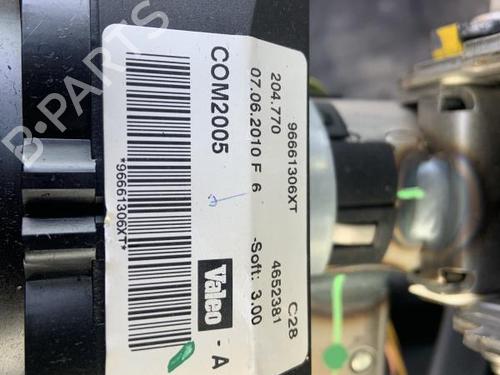 96661306XT C28
204.770 4652381
07.06.2010 F 6 -Soft: 3.00
COM2005 Valeo - A
*96661306XT*
B-PARTS